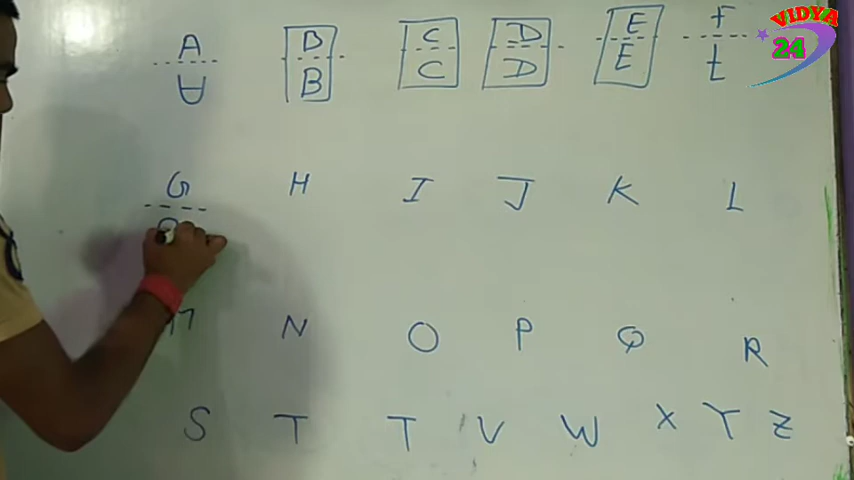 A B C D E F
A B C D E
G H I J K L
M N O P Q R
S T T V W X Y Z
VIDYA
24